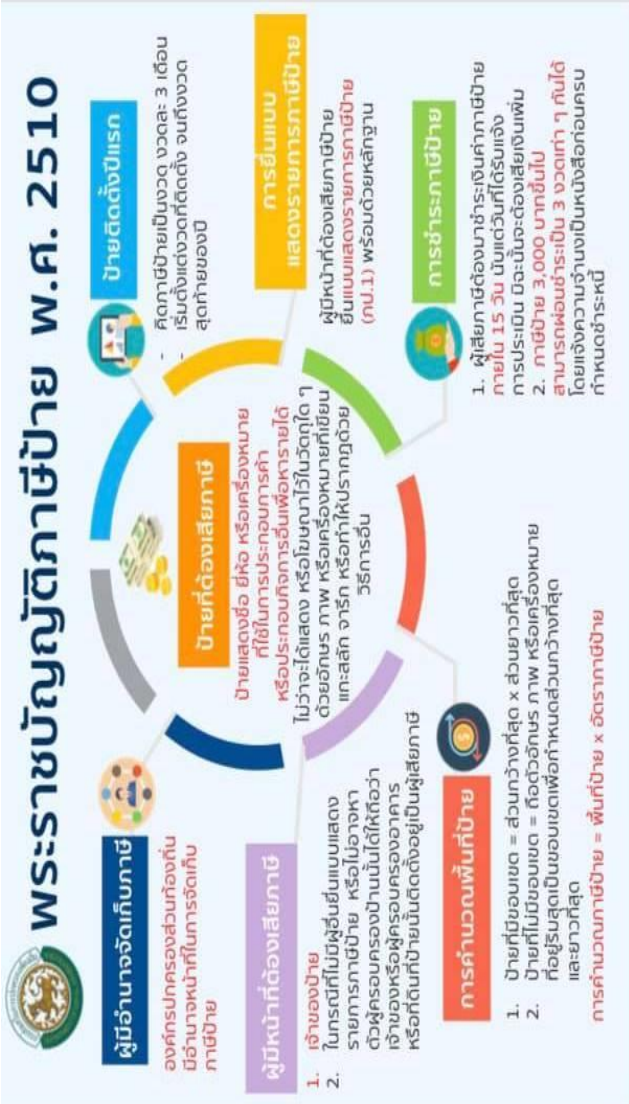 พระราชบัญญัติภาษีป้าย พ.ศ. 2510
ผู้มีอำนาจจัดเก็บภาษี
องค์กรปกครองส่วนท้องถิ่น
มีอำนาจหน้าที่ในการจัดเก็บ
ภาษีป้าย
ผู้มีหน้าที่ต้องเสียภาษี
1. เจ้าของป้าย
2. ในกรณีที่ไม่มีผู้อื่นยื่นแบบแสดง
รายการภาษีป้าย หรือไม่อาจหา
ตัวผู้ครอบครองป้านนั้นได้ให้ถือว่า
เจ้าของหรือผู้ครอบครองอาคาร
หรือที่ดินที่ป้ายนั้นติดตั้งอยู่เป็นผู้เสียภาษี
การคำนวณพื้นที่ป้าย
1. ป้ายที่มีขอบเขต = ส่วนกว้างที่สุด x ส่วนยาวที่สุด
2. ป้ายที่ไม่มีขอบเขต = ถือตัวอักษร ภาพ หรือเครื่องหมาย
ที่อยู่ริมสุดเป็นขอบเขตเพื่อกำหนดส่วนกว้างที่สุด
และยาวที่สุด
การคำนวณภาษีป้าย = พื้นที่ป้าย x อัตราภาษีป้าย
ป้ายที่ต้องเสียภาษี
ป้ายแสดงชื่อ ยี่ห้อ หรือเครื่องหมาย
ที่ใช้ในการประกอบการค้า
หรือประกอบกิจการอื่นเพื่อหารายได้
ไม่ว่าจะได้แสดง หรือโฆษณาไว้ในวัตถุใด ๆ
ด้วยอักษร ภาพ หรือเครื่องหมายที่เขียน
แกะสลัก จารึก หรือทำให้ปรากฏด้วย
วิธีการอื่น
ป้ายติดตั้งปีแรก
- คิดภาษีป้ายเป็นงวด งวดละ 3 เดือน
- เริ่มตั้งแต่งวดที่ติดตั้ง จนถึงงวด
สุดท้ายของปี
การยื่นแบบ
แสดงรายการภาษีป้าย
ผู้มีหน้าที่ต้องเสียภาษีป้าย
ยื่นแบบแสดงรายการภาษีป้าย
(ภป.1) พร้อมด้วยหลักฐาน
การชำระภาษีป้าย
1. ผู้เสียภาษีต้องมาชำระเงินค่าภาษีป้าย
ภายใน 15 วัน นับแต่วันที่ได้รับแจ้ง
การประเมิน มิฉะนั้นจะต้องเสียเงินเพิ่ม
2. ภาษีป้าย 3,000 บาทขึ้นไป
สามารถผ่อนชำระเป็น 3 งวดเท่า ๆ กันได้
โดยแจ้งความจำนงเป็นหนังสือก่อนครบ
กำหนดชำระหนี้